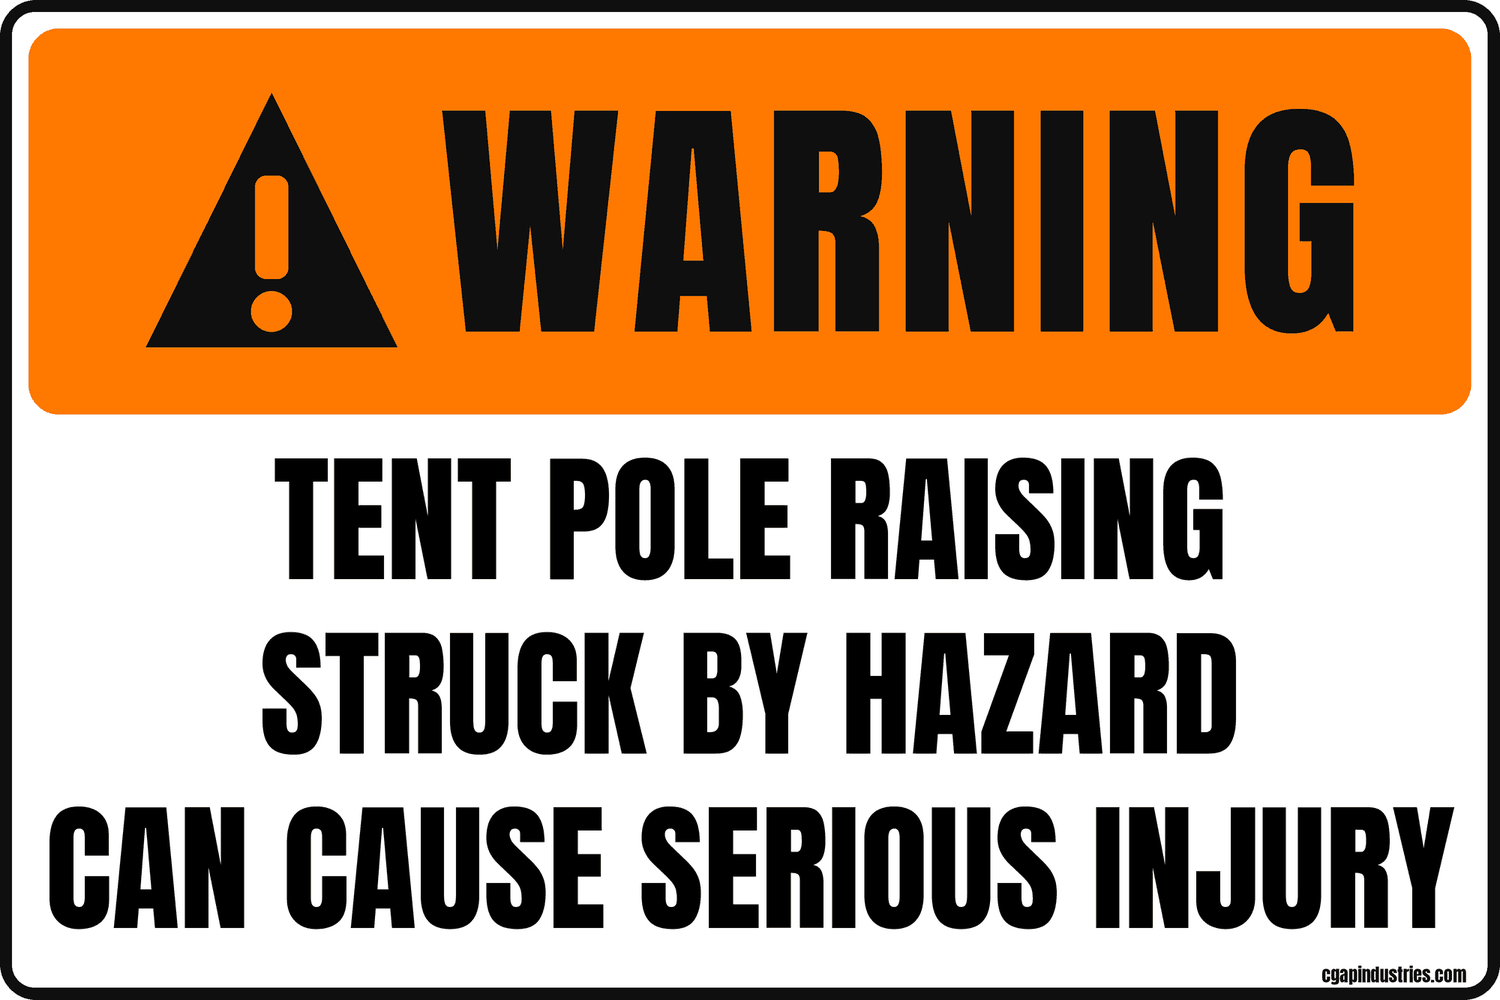 WARNING
TENT POLE RAISING
STRUCK BY HAZARD
CAN CAUSE SERIOUS INJURY
cgapindustries.com